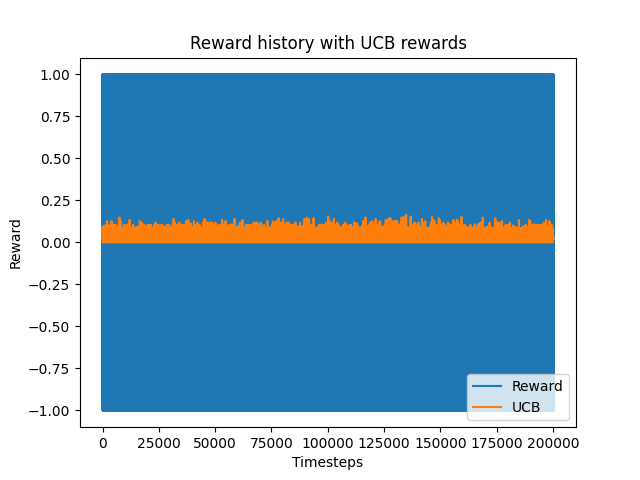 Reward history with UCB rewards
Reward
1.00
0.75
0.50
0.25
0.00
−0.25
−0.50
−0.75
−1.00
Reward
UCB
0 25000 50000 75000 100000 125000 150000 175000 200000
Timesteps